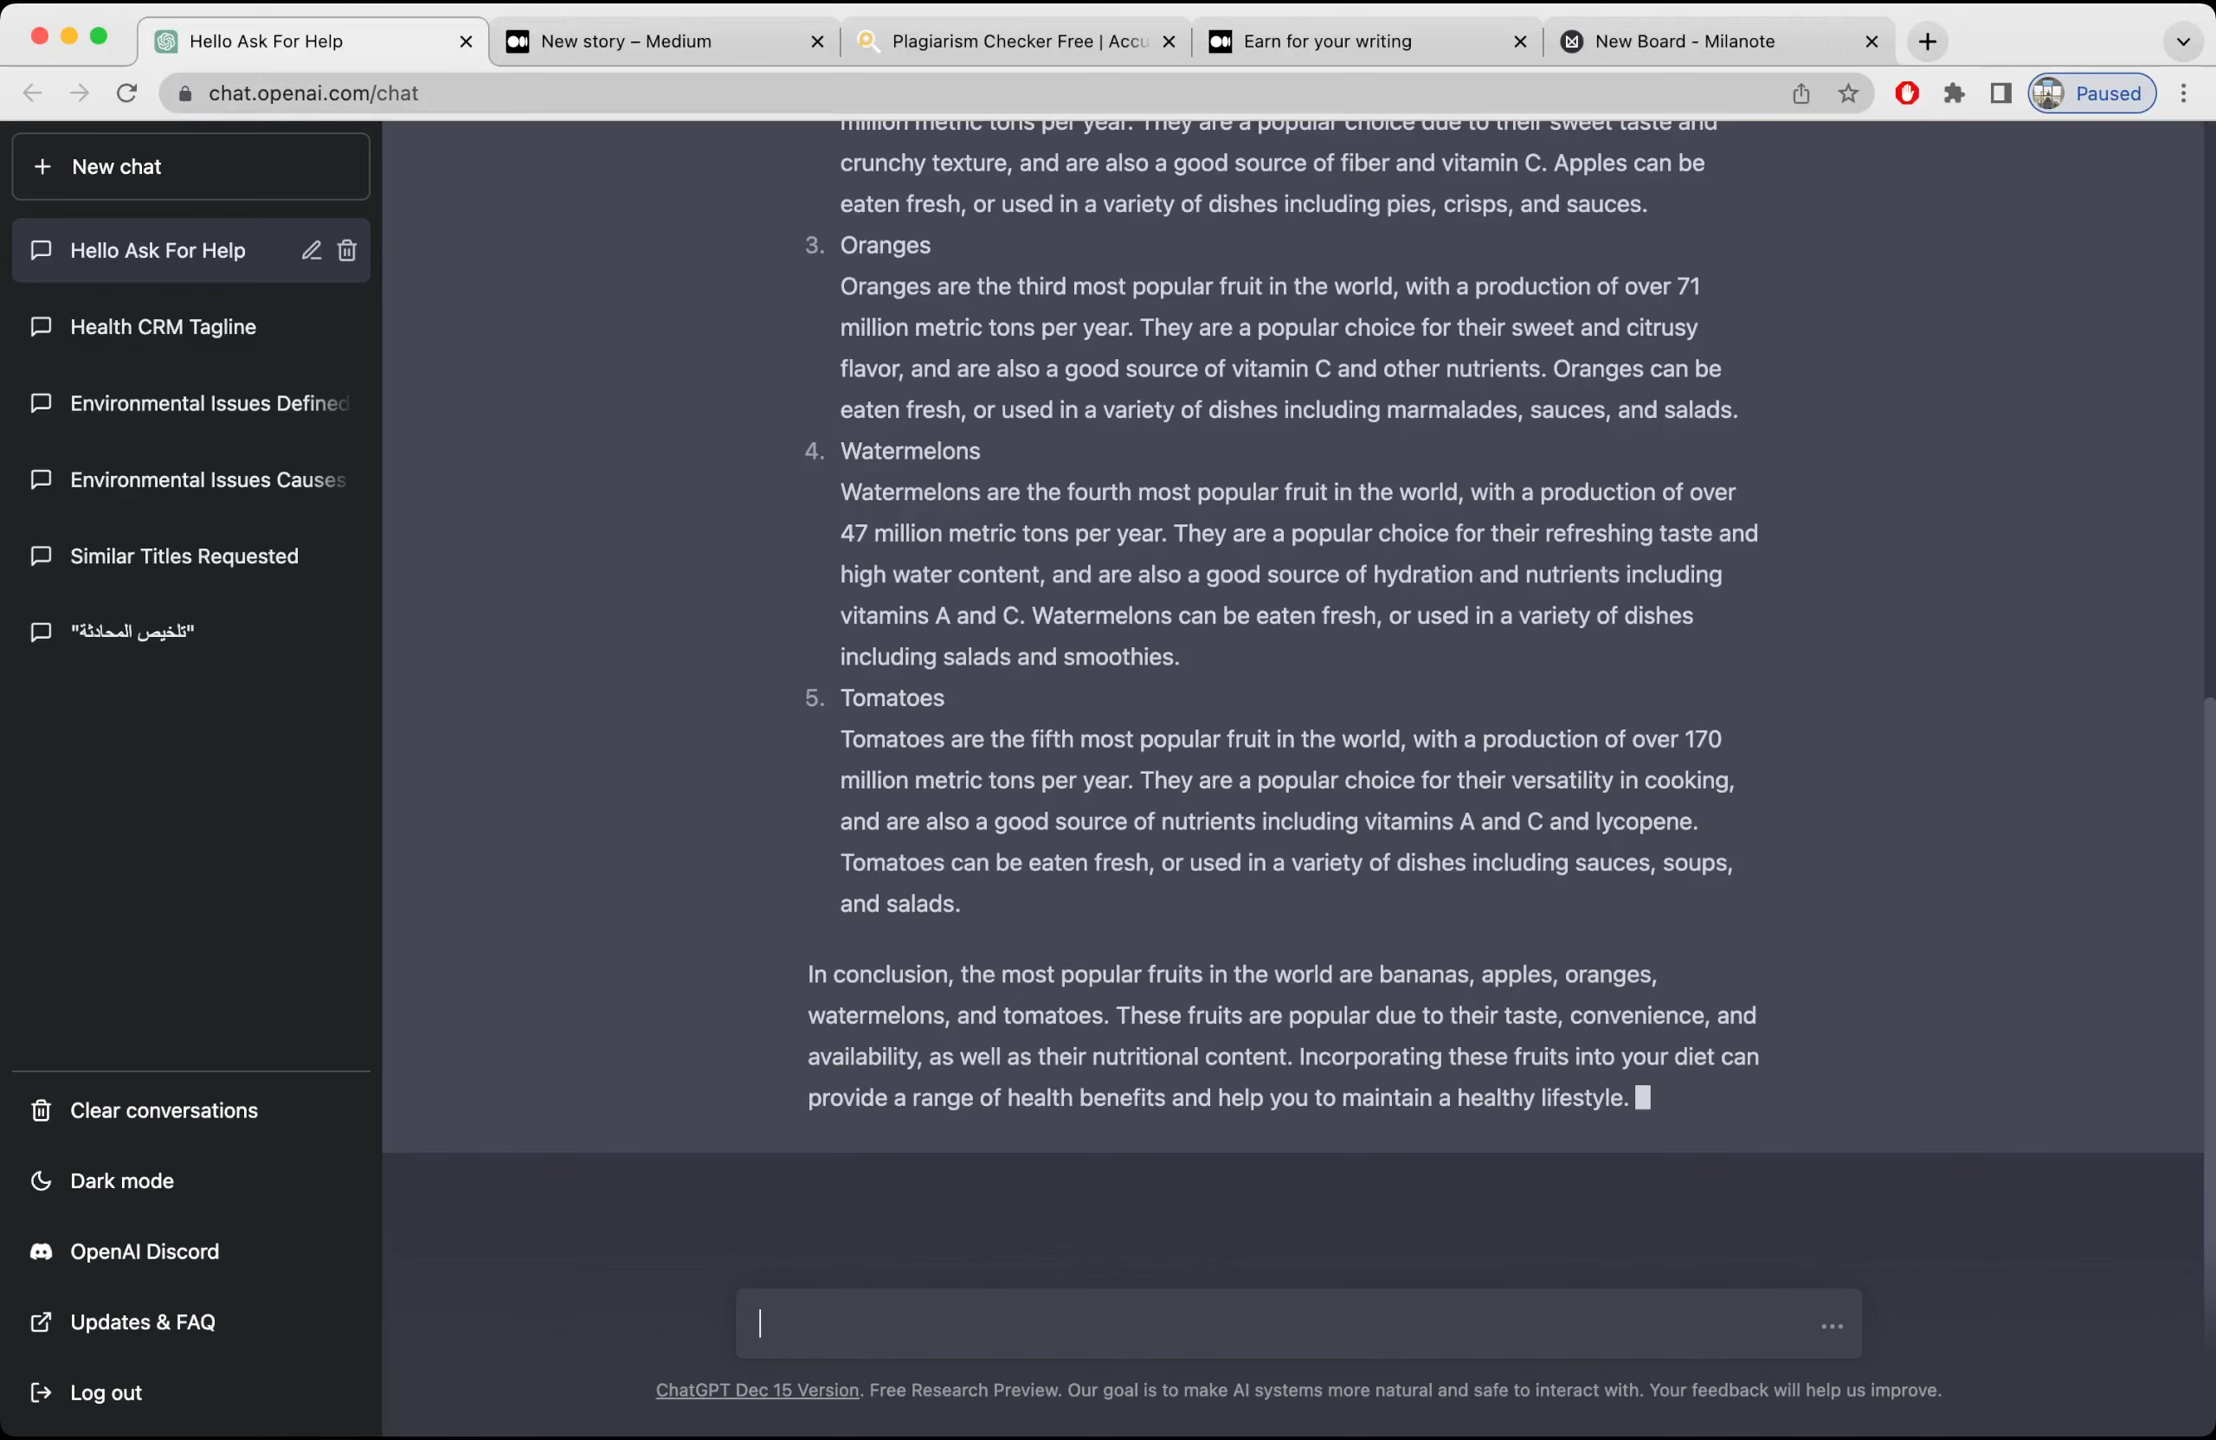 Hello Ask For Help
New story – Medium
Plagiarism Checker Free | Accu
Earn for your writing
New Board - Milanote
chat.openai.com/chat
Paused
New chat
Hello Ask For Help
Health CRM Tagline
Environmental Issues Defined
Environmental Issues Causes
Similar Titles Requested
"تلخيص المحادثة"
Clear conversations
Dark mode
OpenAI Discord
Updates & FAQ
Log out
million metric tons per year. They are a popular choice due to their sweet taste and
crunchy texture, and are also a good source of fiber and vitamin C. Apples can be
eaten fresh, or used in a variety of dishes including pies, crisps, and sauces.
3. Oranges
Oranges are the third most popular fruit in the world, with a production of over 71
million metric tons per year. They are a popular choice for their sweet and citrusy
flavor, and are also a good source of vitamin C and other nutrients. Oranges can be
eaten fresh, or used in a variety of dishes including marmalades, sauces, and salads.
4. Watermelons
Watermelons are the fourth most popular fruit in the world, with a production of over
47 million metric tons per year. They are a popular choice for their refreshing taste and
high water content, and are also a good source of hydration and nutrients including
vitamins A and C. Watermelons can be eaten fresh, or used in a variety of dishes
including salads and smoothies.
5. Tomatoes
Tomatoes are the fifth most popular fruit in the world, with a production of over 170
million metric tons per year. They are a popular choice for their versatility in cooking,
and are also a good source of nutrients including vitamins A and C and lycopene.
Tomatoes can be eaten fresh, or used in a variety of dishes including sauces, soups,
and salads.
In conclusion, the most popular fruits in the world are bananas, apples, oranges,
watermelons, and tomatoes. These fruits are popular due to their taste, convenience, and
availability, as well as their nutritional content. Incorporating these fruits into your diet can
provide a range of health benefits and help you to maintain a healthy lifestyle.
ChatGPT Dec 15 Version. Free Research Preview. Our goal is to make AI systems more natural and safe to interact with. Your feedback will help us improve.